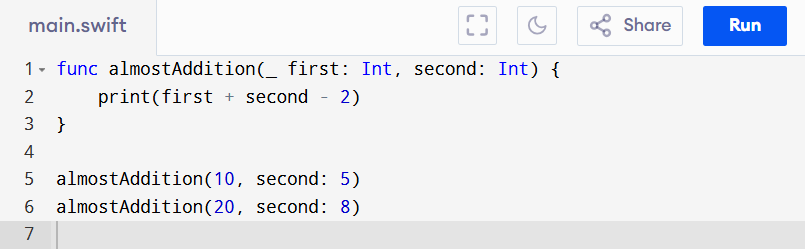 main.swift Share Run
1 func almostAddition(_ first: Int, second: Int) {
2     print(first + second - 2)
3 }
4
5 almostAddition(10, second: 5)
6 almostAddition(20, second: 8)
7